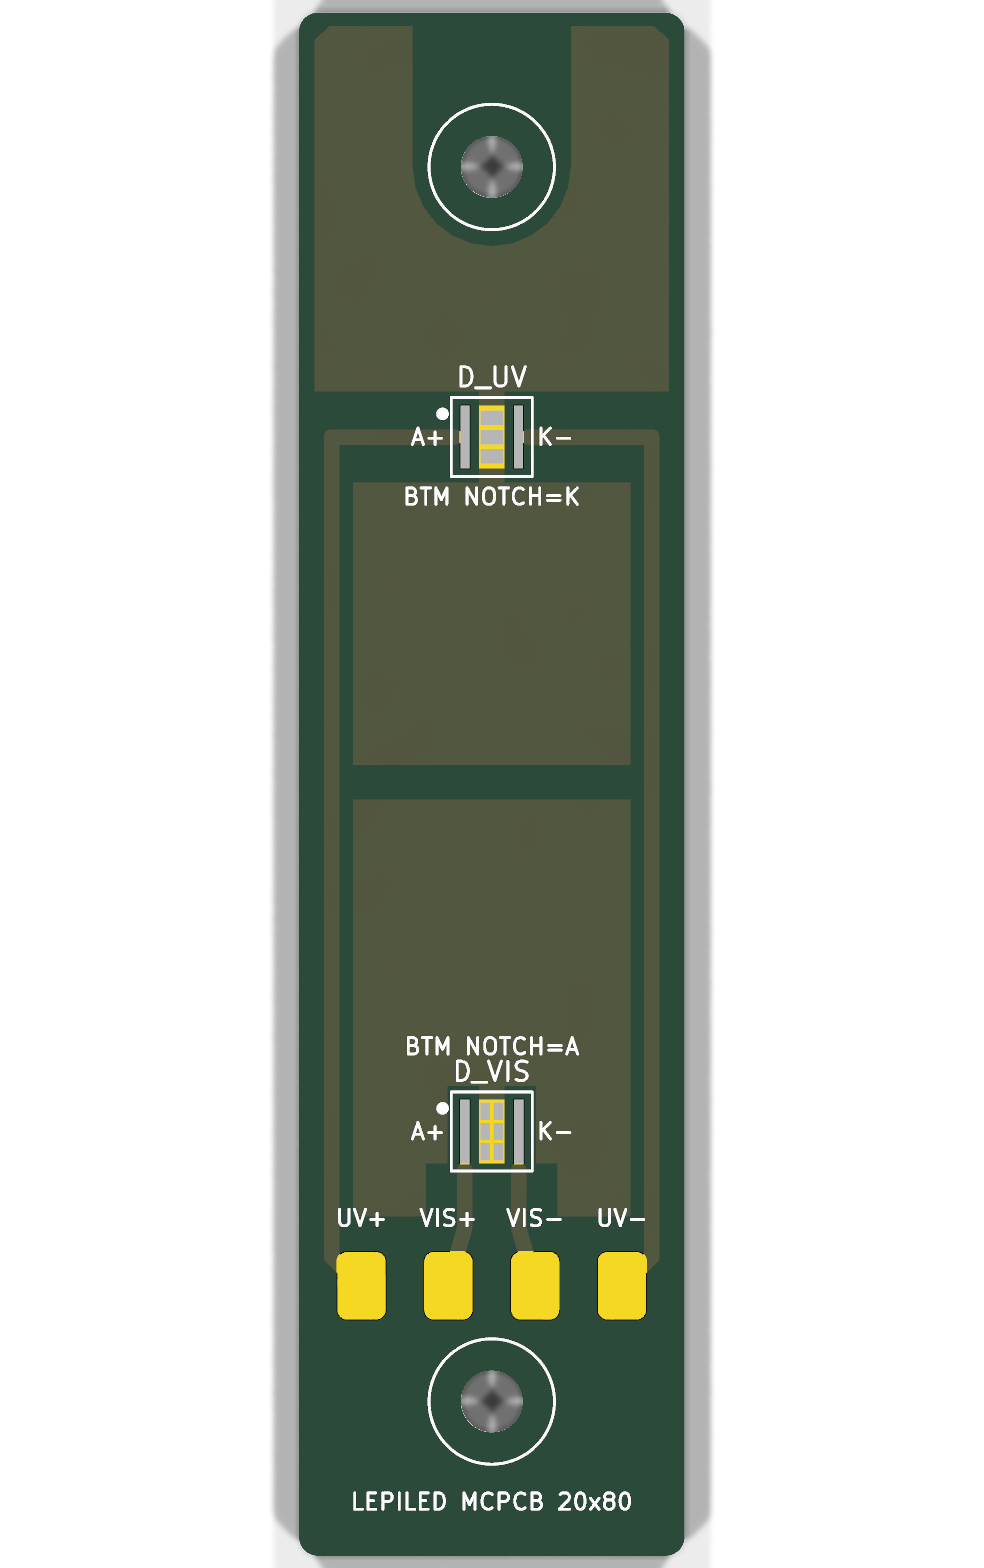 D_UV
A+ K-
BTM NOTCH=K
BTM NOTCH=A
D_VIS
A+ K-
UV+ VIS+ VIS- UV-
LEPILED MCPCB 20x80